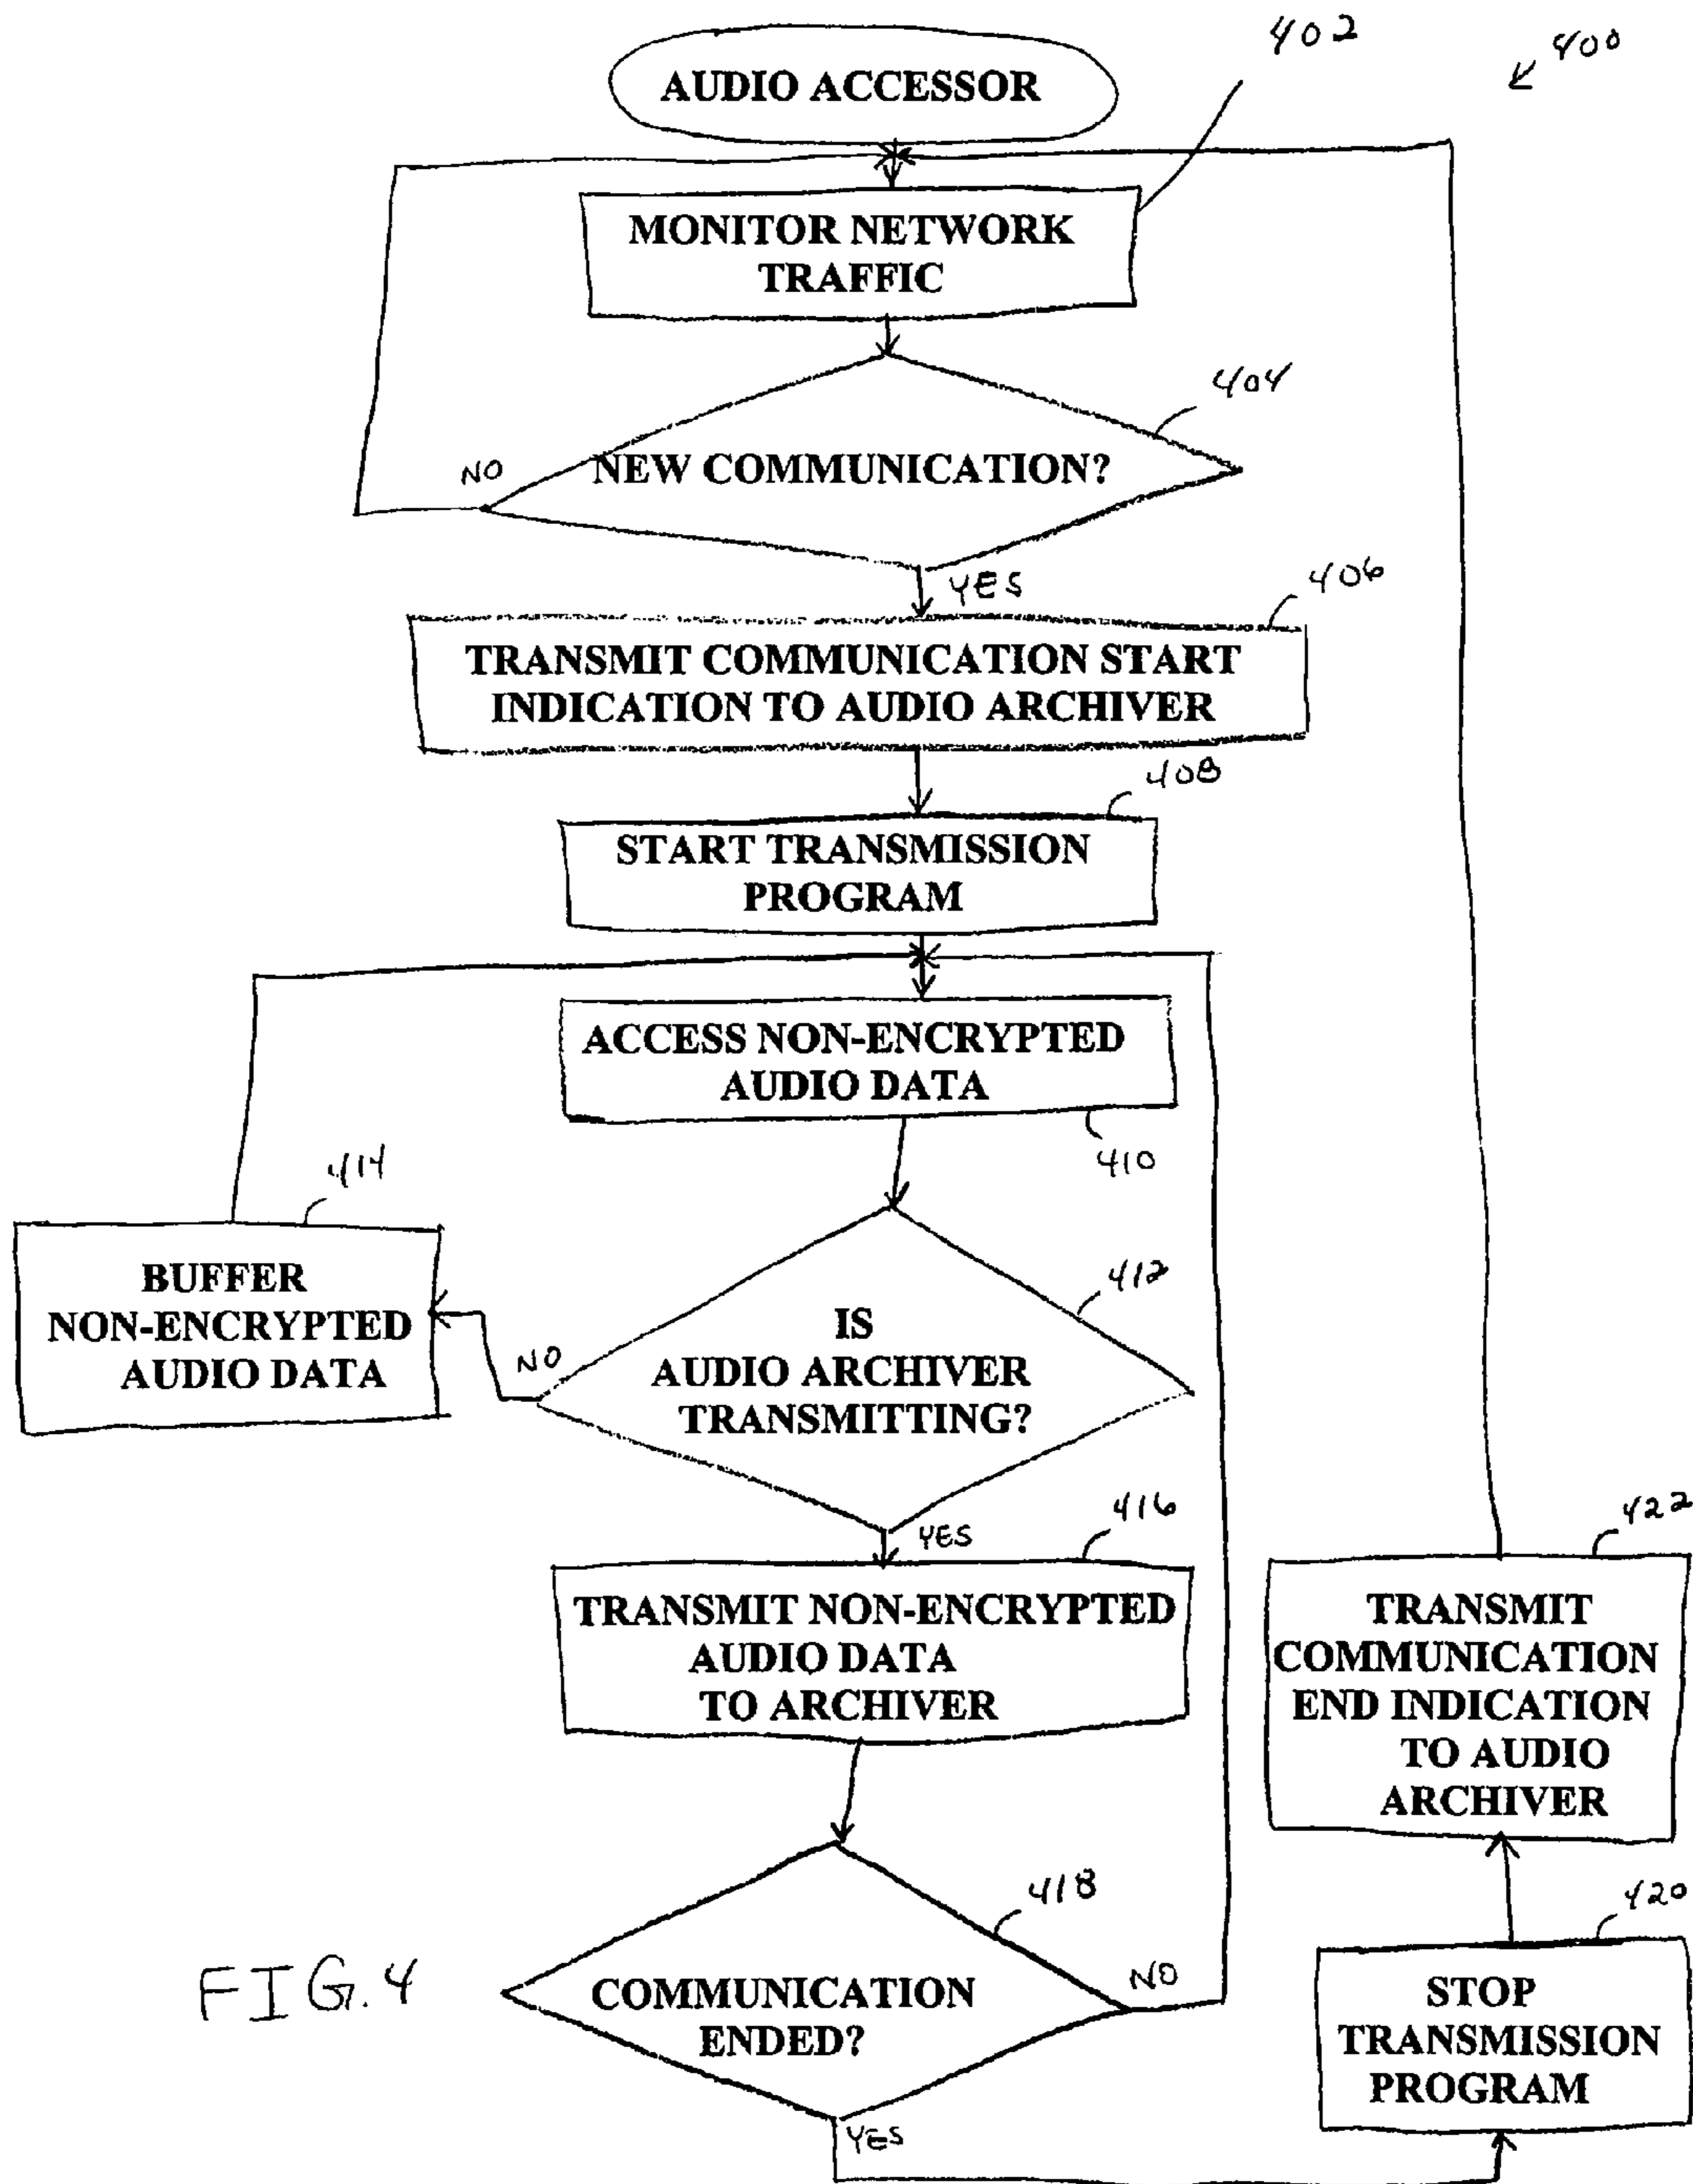 402
400
AUDIO ACCESSOR
MONITOR NETWORK
TRAFFIC
404
NO
NEW COMMUNICATION?
YES
406
TRANSMIT COMMUNICATION START
INDICATION TO AUDIO ARCHIVER
408
START TRANSMISSION
PROGRAM
ACCESS NON-ENCRYPTED
AUDIO DATA
410
414
BUFFER
NON-ENCRYPTED
AUDIO DATA
412
NO
IS
AUDIO ARCHIVER
TRANSMITTING?
YES
416
TRANSMIT NON-ENCRYPTED
AUDIO DATA
TO ARCHIVER
422
TRANSMIT
COMMUNICATION
END INDICATION
TO AUDIO
ARCHIVER
418
NO
COMMUNICATION
ENDED?
YES
420
STOP
TRANSMISSION
PROGRAM
FIG. 4